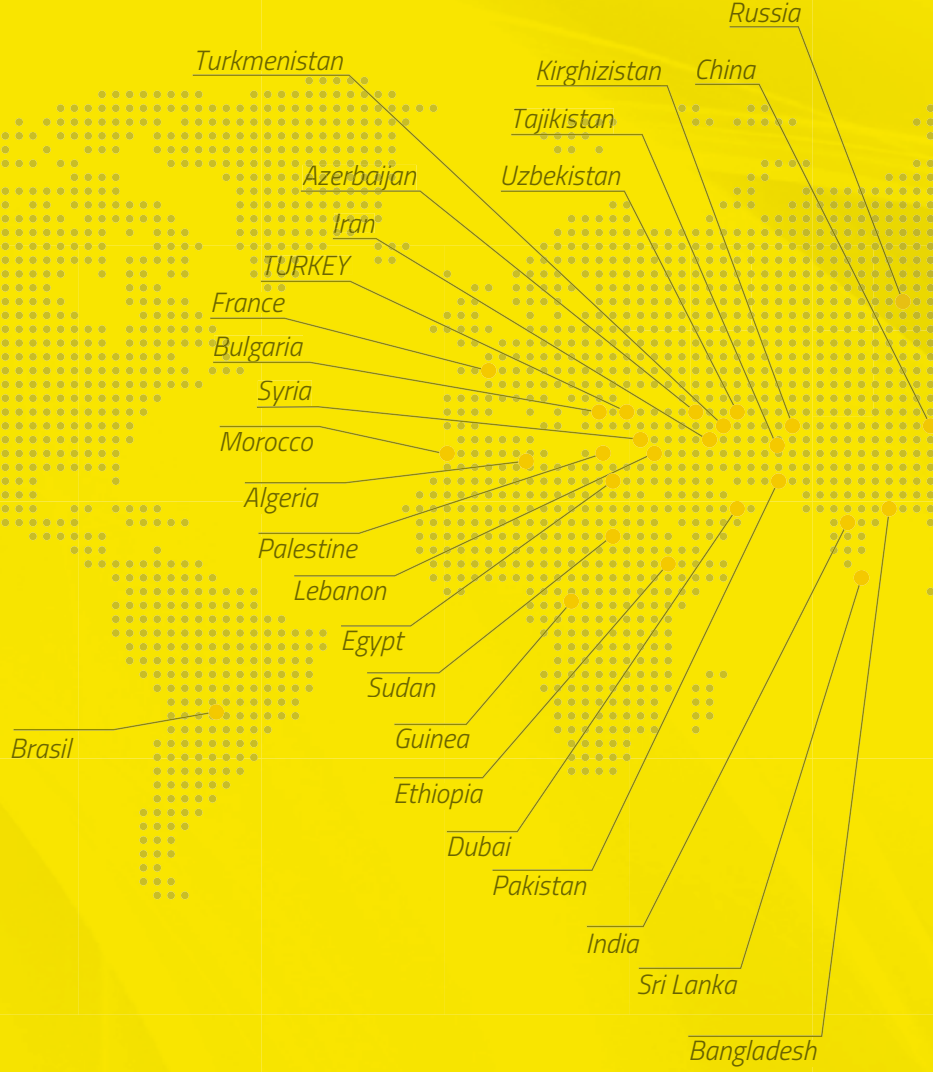 Russia
Turkmenistan
Kirghizistan
China
Tajikistan
Azerbaijan
Uzbekistan
Iran
TURKEY
France
Bulgaria
Syria
Morocco
Algeria
Palestine
Lebanon
Egypt
Sudan
Guinea
Brasil
Ethiopia
Dubai
Pakistan
India
Sri Lanka
Bangladesh